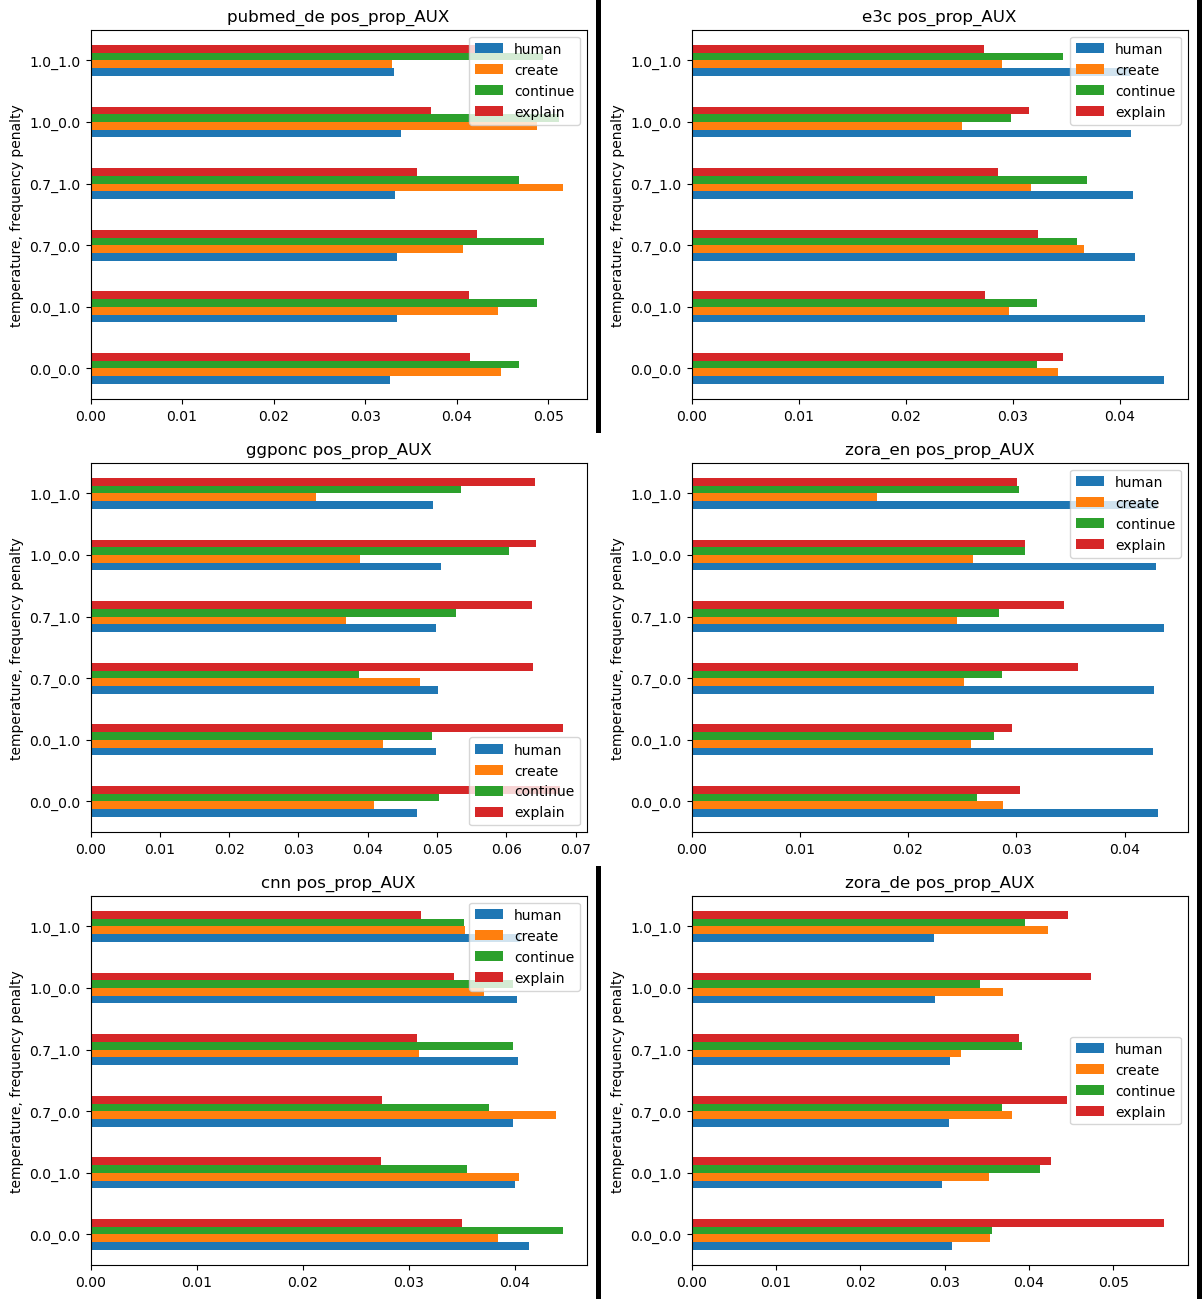 pubmed_de pos_prop_AUX
temperature, frequency penalty
1.0_1.0
1.0_0.0
0.7_1.0
0.7_0.0
0.0_1.0
0.0_0.0
0.00 0.01 0.02 0.03 0.04 0.05
human
create
continue
explain
e3c pos_prop_AUX
temperature, frequency penalty
1.0_1.0
1.0_0.0
0.7_1.0
0.7_0.0
0.0_1.0
0.0_0.0
0.00 0.01 0.02 0.03 0.04
human
create
continue
explain
ggponc pos_prop_AUX
temperature, frequency penalty
1.0_1.0
1.0_0.0
0.7_1.0
0.7_0.0
0.0_1.0
0.0_0.0
0.00 0.01 0.02 0.03 0.04 0.05 0.06 0.07
human
create
continue
explain
zora_en pos_prop_AUX
temperature, frequency penalty
1.0_1.0
1.0_0.0
0.7_1.0
0.7_0.0
0.0_1.0
0.0_0.0
0.00 0.01 0.02 0.03 0.04
human
create
continue
explain
cnn pos_prop_AUX
temperature, frequency penalty
1.0_1.0
1.0_0.0
0.7_1.0
0.7_0.0
0.0_1.0
0.0_0.0
0.00 0.01 0.02 0.03 0.04
human
create
continue
explain
zora_de pos_prop_AUX
temperature, frequency penalty
1.0_1.0
1.0_0.0
0.7_1.0
0.7_0.0
0.0_1.0
0.0_0.0
0.00 0.01 0.02 0.03 0.04 0.05
human
create
continue
explain